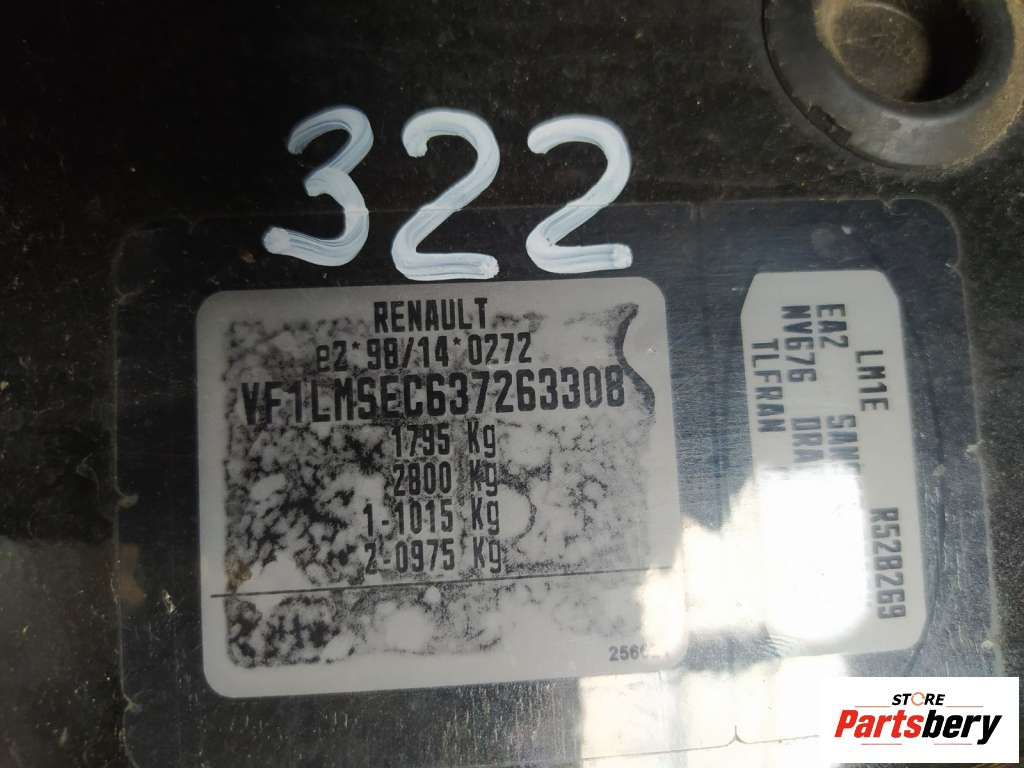 322
RENAULT
e2*98/14*0272
VF1LMSEC637263308
1795 Kg
2800 Kg
1-1015 Kg
2-0975 Kg
LM1E R528269
EA2
NV676 DRA
TLFRAN
STORE
Partsbery